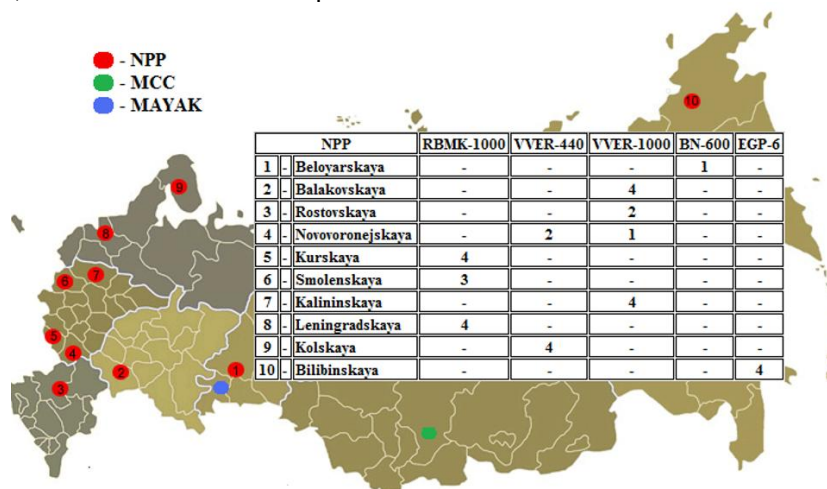 - NPP
- MCC
- MAYAK
NPP RBMK-1000 VVER-440 VVER-1000 BN-600 EGP-6
1 - Beloyarskaya - - - 1 -
2 - Balakovskaya - - 4 - -
3 - Rostovskaya - - 2 - -
4 - Novovoronejskaya - 2 1 - -
5 - Kurskaya 4 - - - -
6 - Smolenskaya 3 - - - -
7 - Kalininskaya - - 4 - -
8 - Leningradskaya 4 - - - -
9 - Kolskaya - 4 - - -
10 - Bilibinskaya - - - - 4
10
9
8
7
6
5
4
3
2
1